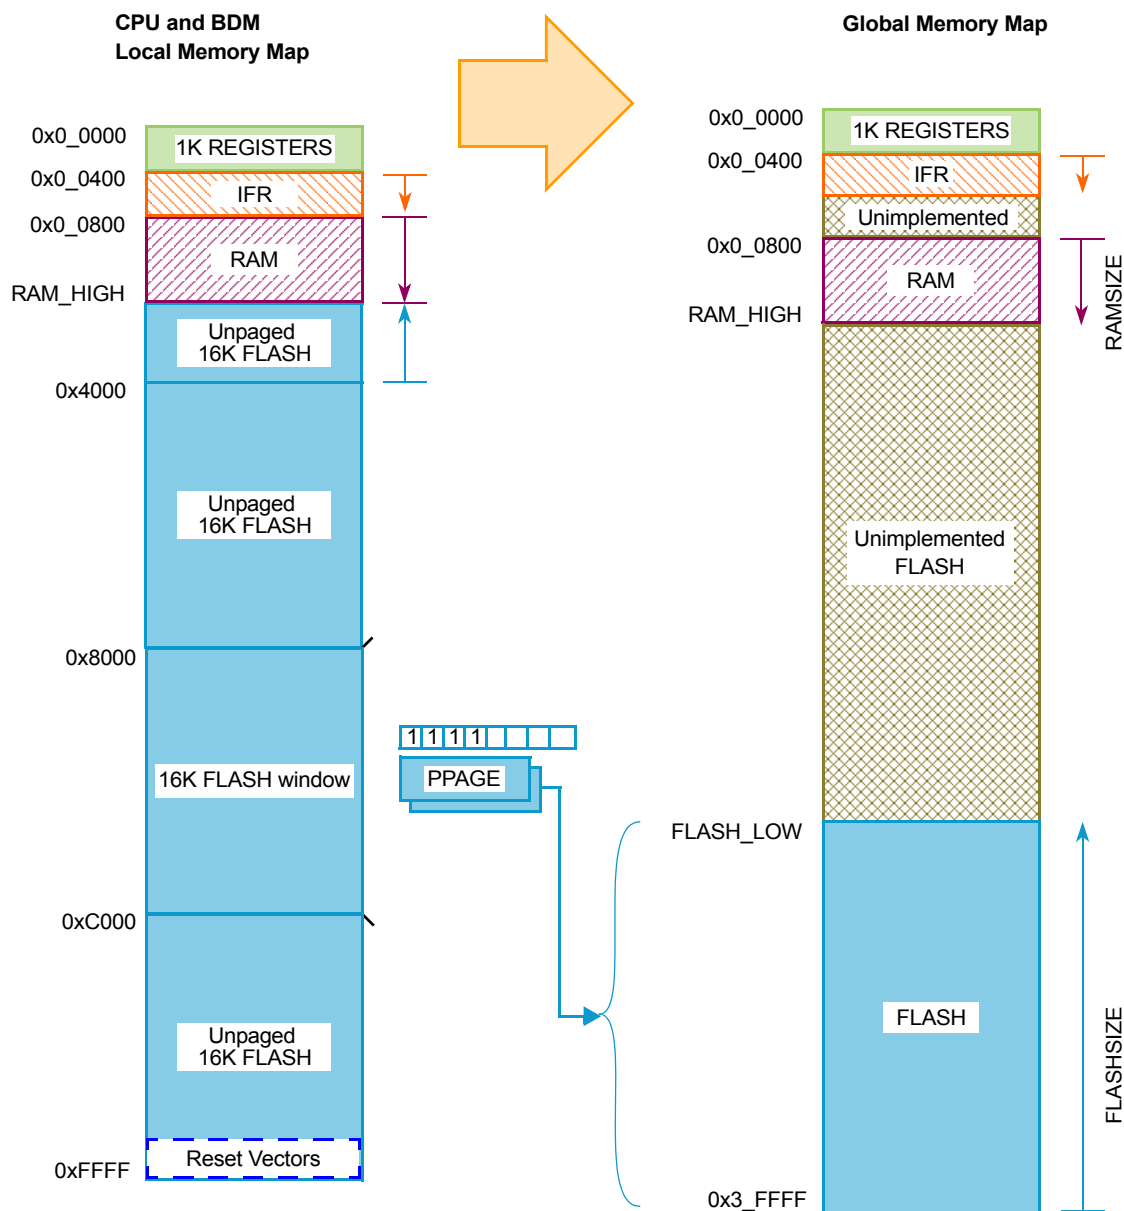 CPU and BDM
Local Memory Map
0x0_0000
1K REGISTERS
0x0_0400
IFR
0x0_0800
RAM
RAM_HIGH
Unpaged
16K FLASH
0x4000
Unpaged
16K FLASH
0x8000
16K FLASH window
0xC000
Unpaged
16K FLASH
Reset Vectors
0xFFFF
1 1 1 1
PPAGE
Global Memory Map
0x0_0000
1K REGISTERS
0x0_0400
IFR
Unimplemented
0x0_0800
RAM
RAM_HIGH
RAMSIZE
Unimplemented
FLASH
FLASH_LOW
FLASH
FLASHSIZE
0x3_FFFF